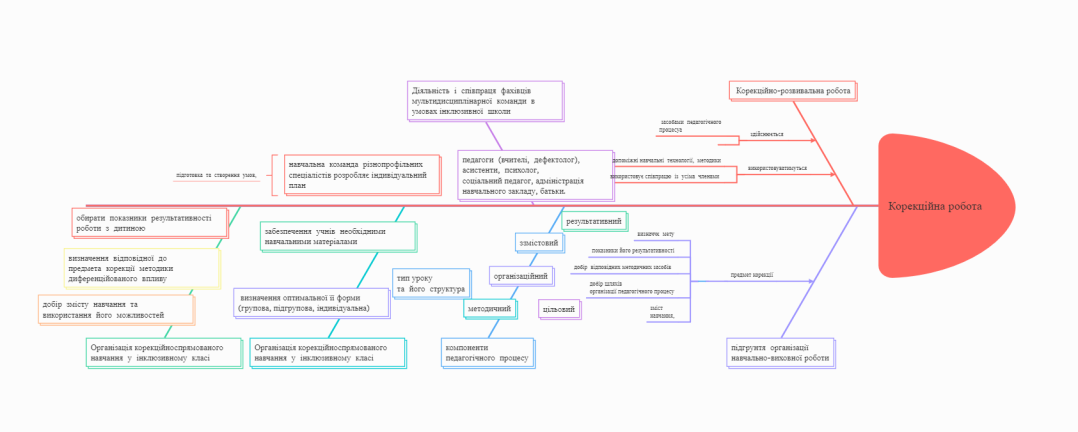 Діяльність і співпраця фахівців
мультидисциплінарної команди в
умовах інклюзивної школи
Корекційно-розвивальна робота
засобами педагогічного
процесуе
здійснюється
допоміжні навчальні технології, методики
використовуватимуться
використовує співпрацю із усіма членами
педагоги (вчителі, дефектолог),
асистенти, психолог,
соціальний педагог, адміністрація
навчального закладу, батьки.
навчальна команда різнопрофільних
спеціалістів розробляє індивідуальний
план
підготовка та створення умов,
Корекційна робота
обирати показники результативності
роботи з дитиною
визначення відповідної до
предмета корекції методики
диференційованого впливу
добір змісту навчання та
використання його можливостей
Організація корекційноспрямованого
навчання у інклюзивному класі
забезпечення учнів необхідними
навчальними матеріалами
визначення оптимальної її форми
(групова, підгрупова, індивідуальна)
Організація корекційноспрямованого
навчання у інклюзивному класі
результативний
ззмістовий
організаційний
тип уроку
та його структура
методичний
цільовий
компоненти
педагогічного процесу
визначає мету
показники його результативності
добір відповідних методичних засобів
добір шляхів
організації педагогічного процесу
зміст
навчання,
предмет корекції
підгрунтя організації
навчально-виховної роботи